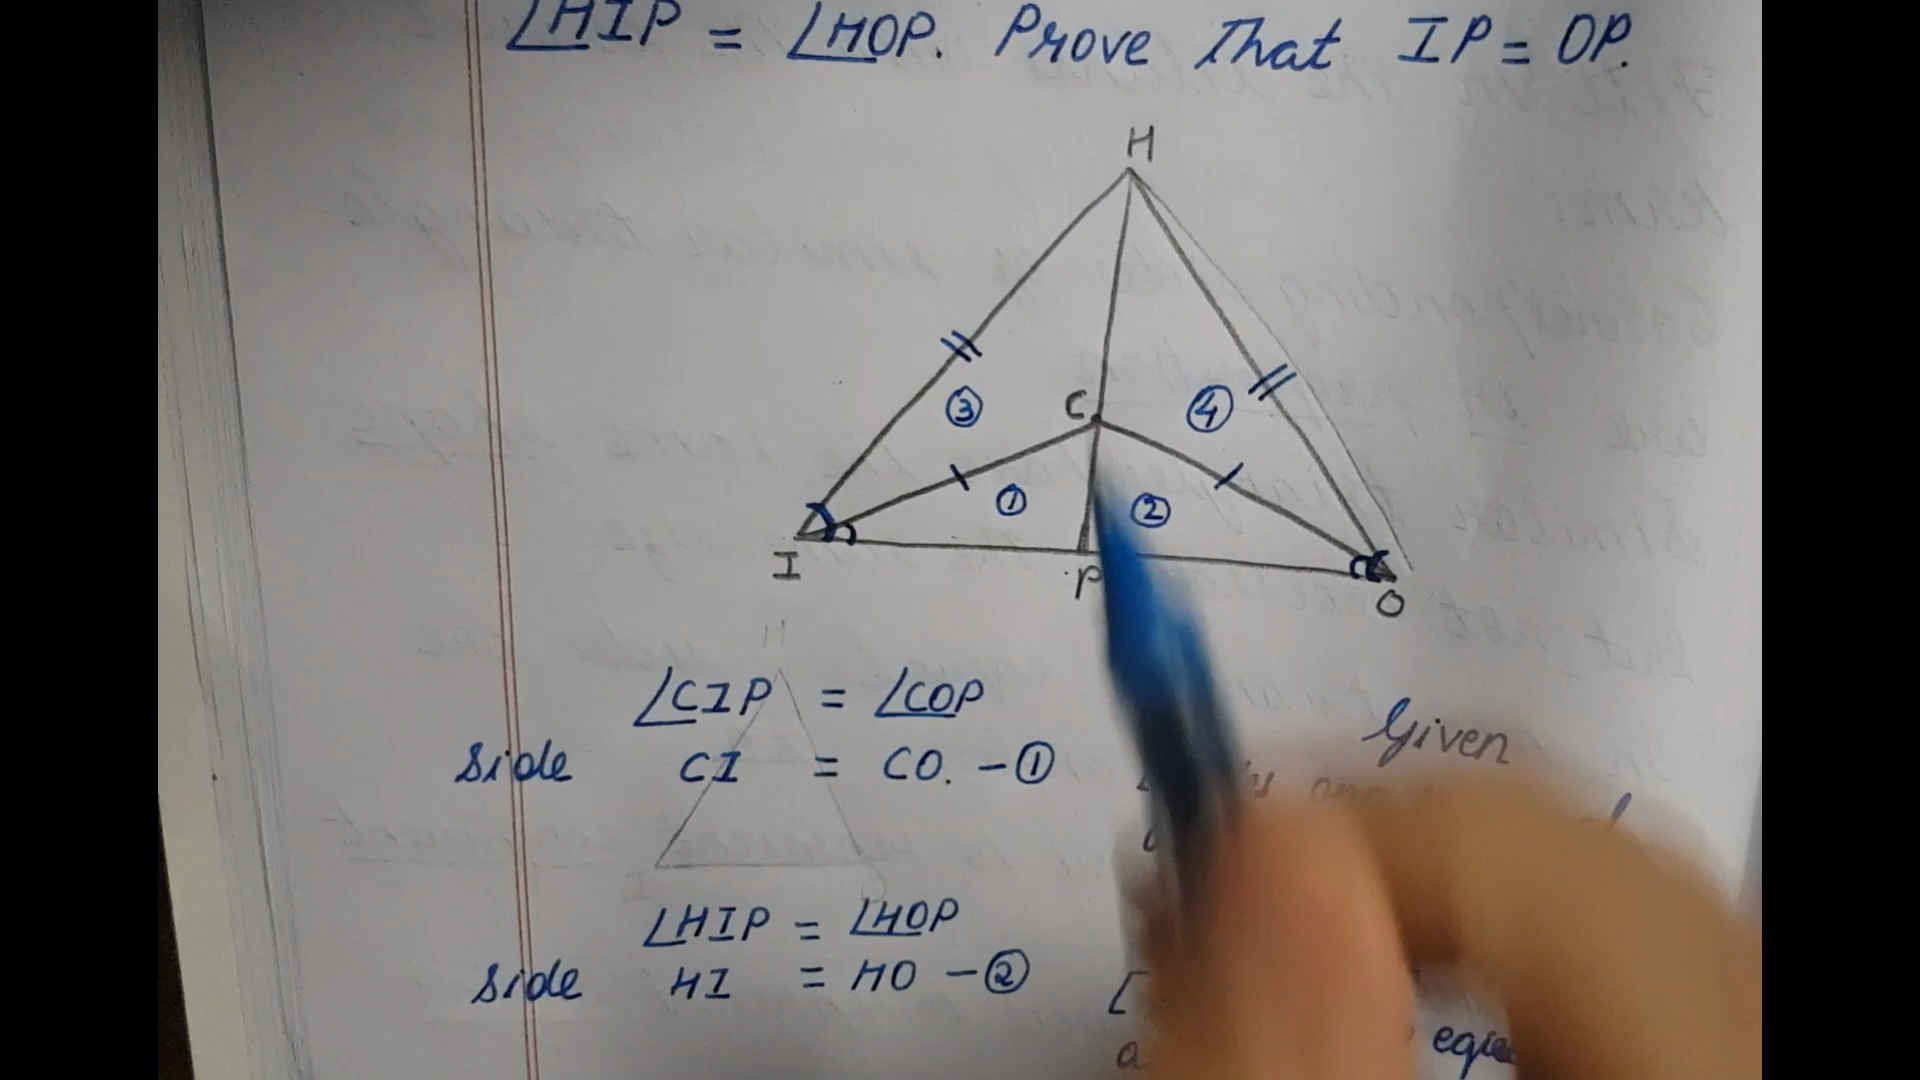 ∠HIP = ∠HOP. Prove that IP = OP.
H
③ C ④
① ②
I P O
H
∠CIP = ∠COP Given
side CI = CO. - ①
∠HIP = ∠HOP
side HI = HO - ②